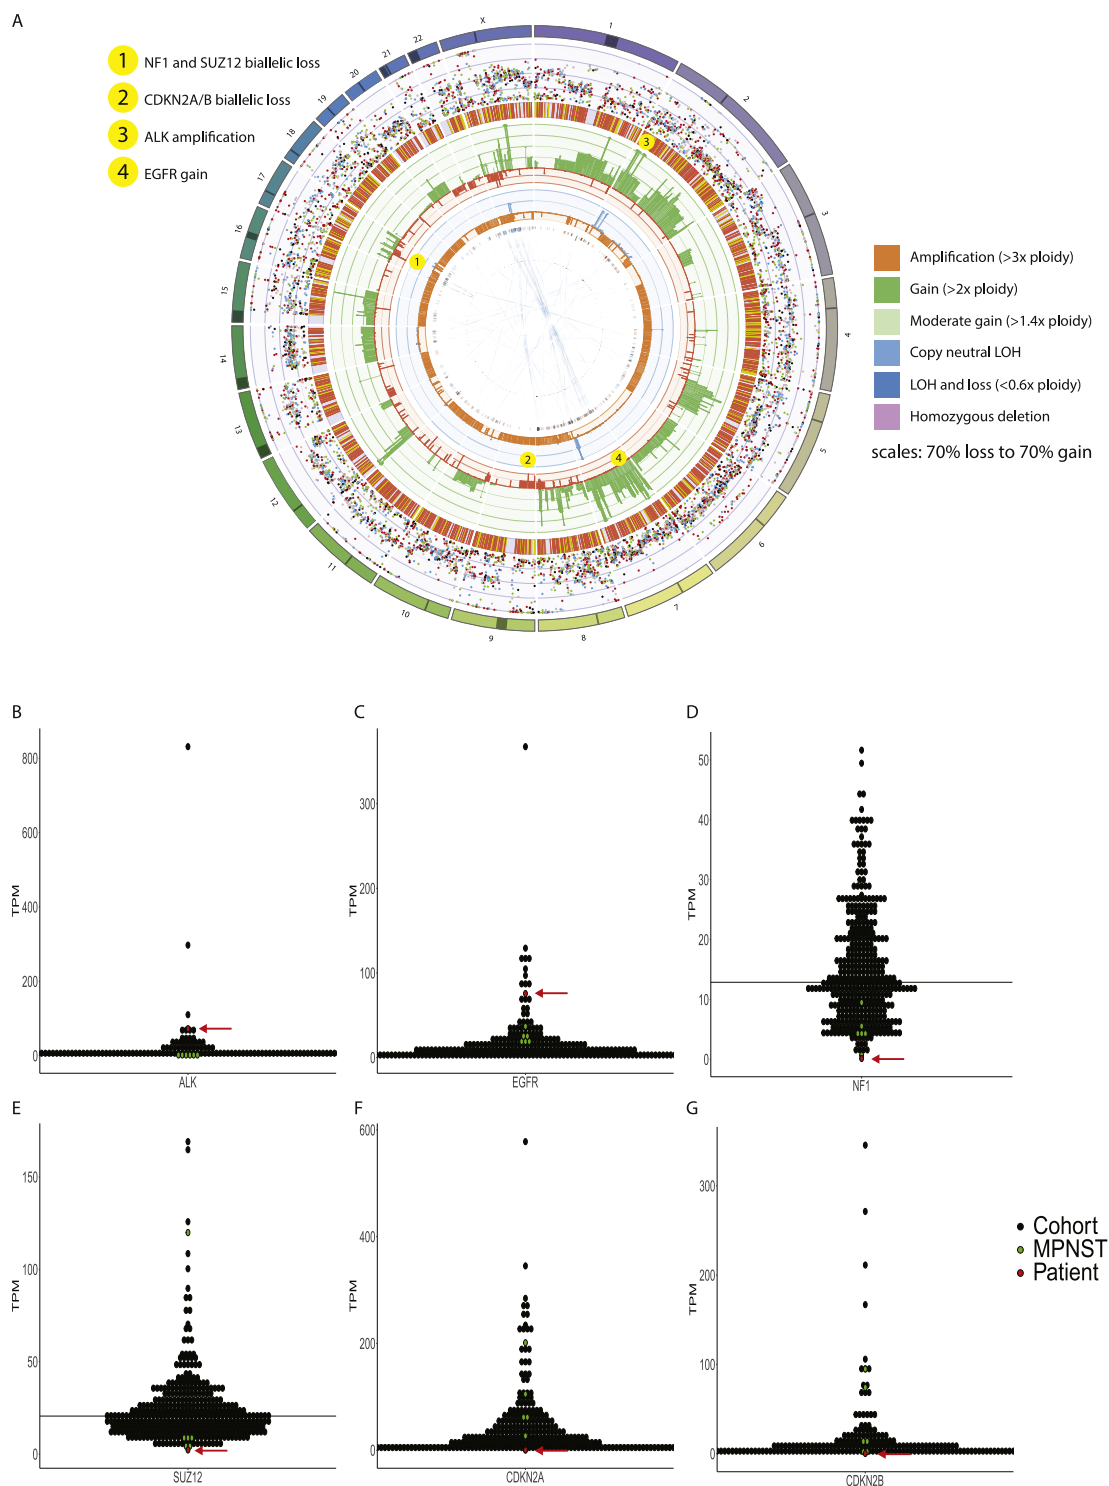 A
1 NF1 and SUZ12 biallelic loss
2 CDKN2A/B biallelic loss
3 ALK amplification
4 EGFR gain
X
1
2
3
4
5
6
7
8
9
10
11
12
13
14
15
16
17
18
19
20
21
22
3
1
2
4
Amplification (>3x ploidy)
Gain (>2x ploidy)
Moderate gain (>1.4x ploidy)
Copy neutral LOH
LOH and loss (<0.6x ploidy)
Homozygous deletion
scales: 70% loss to 70% gain
B
800
600
400
200
0
TPM
ALK
C
300
200
100
0
TPM
EGFR
D
50
40
30
20
10
0
TPM
NF1
E
150
100
50
0
TPM
SUZ12
F
600
400
200
0
TPM
CDKN2A
G
300
200
100
0
TPM
CDKN2B
Cohort
MPNST
Patient